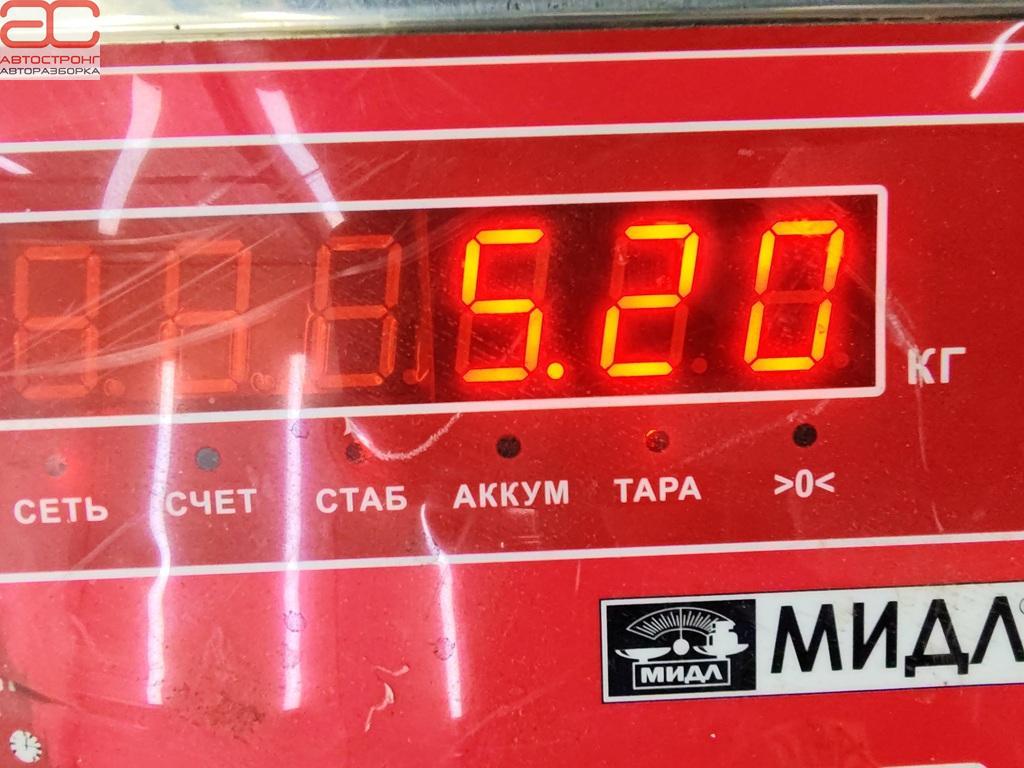 ас
АВТОСТРОНГ
АВТОРАЗБОРКА
5.20
КГ
СЕТЬ СЧЕТ СТАБ АККУМ ТАРА >0<
МИДЛ МИДЛ